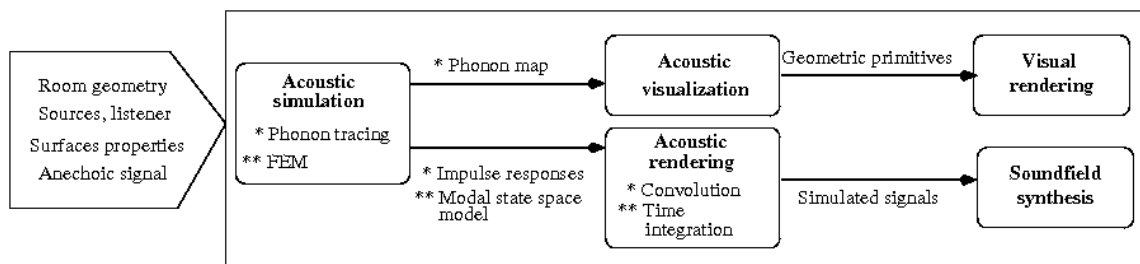 Room geometry
Sources, listener
Surfaces properties
Anechoic signal
Acoustic
simulation
* Phonon tracing
** FEM
* Phonon map
* Impulse responses
** Modal state space
model
Acoustic
visualization
Acoustic
rendering
* Convolution
** Time
integration
Geometric primitives
Simulated signals
Visual
rendering
Soundfield
synthesis